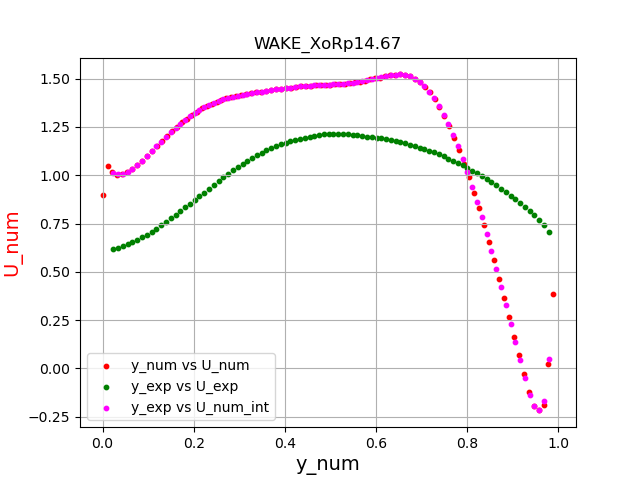 WAKE_XoRp14.67
1.50
1.25
1.00
0.75
0.50
0.25
0.00
−0.25
U_num
y_num vs U_num
y_exp vs U_exp
y_exp vs U_num_int
0.0 0.2 0.4 0.6 0.8 1.0
y_num